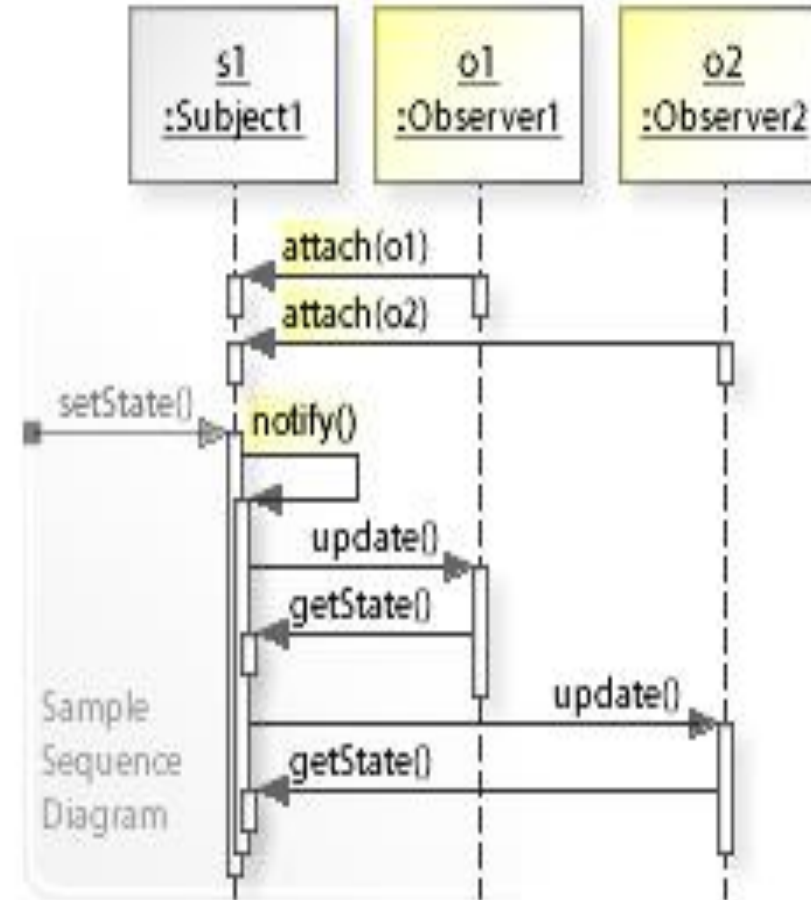 s1
:Subject1
o1
:Observer1
o2
:Observer2
attach(o1)
attach(o2)
setState()
notify()
update()
getState()
update()
getState()
Sample
Sequence
Diagram